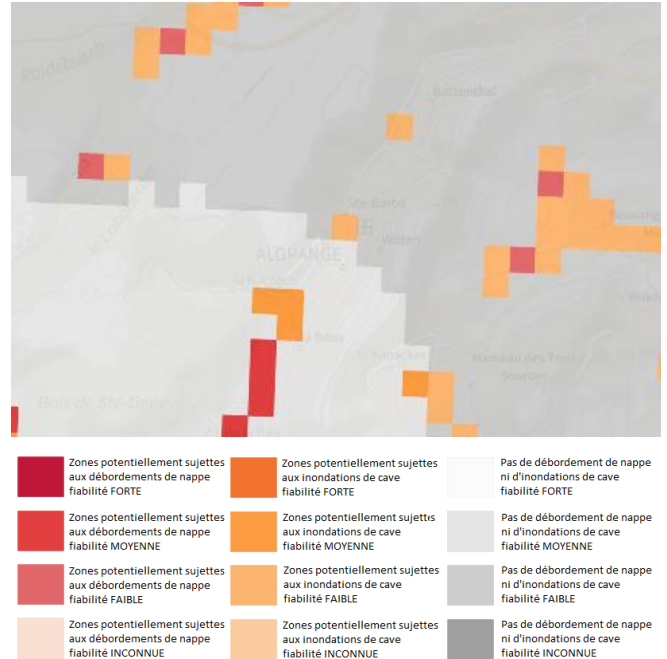 Batzenthal
Ste-Barbe
Witten
ALGRANGE
Volk
Hameau des Trois
Sources
Bois de Ste-Gene
Zones potentiellement sujettes
aux débordements de nappe
fiabilité FORTE
Zones potentiellement sujettes
aux inondations de cave
fiabilité FORTE
Pas de débordement de nappe
ni d'inondations de cave
fiabilité FORTE
Zones potentiellement sujettes
aux débordements de nappe
fiabilité MOYENNE
Zones potentiellement sujettes
aux inondations de cave
fiabilité MOYENNE
Pas de débordement de nappe
ni d'inondations de cave
fiabilité MOYENNE
Zones potentiellement sujettes
aux débordements de nappe
fiabilité FAIBLE
Zones potentiellement sujettes
aux inondations de cave
fiabilité FAIBLE
Pas de débordement de nappe
ni d'inondations de cave
fiabilité FAIBLE
Zones potentiellement sujettes
aux débordements de nappe
fiabilité INCONNUE
Zones potentiellement sujettes
aux inondations de cave
fiabilité INCONNUE
Pas de débordement de nappe
ni d'inondations de cave
fiabilité INCONNUE